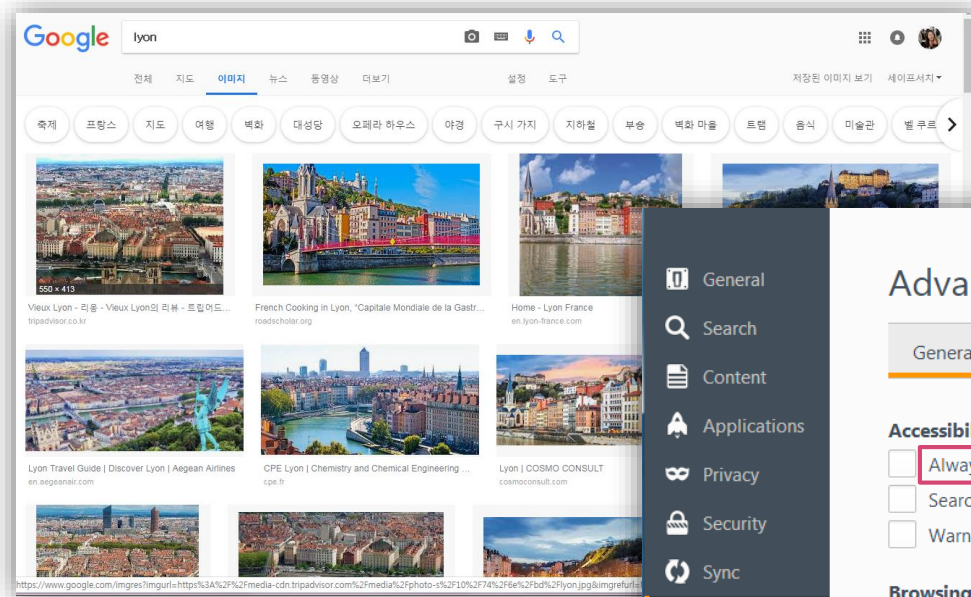 Google
lyon
전체 지도 이미지 뉴스 동영상 더보기 설정 도구 저장된 이미지 보기 세이프서치
축제 프랑스 지도 여행 벽화 대성당 오페라 하우스 야경 구시 가지 지하철 부숑 벽화 마을 트램 음식 미술관 벨 쿠르
550 × 413
Vieux Lyon - 리옹 - Vieux Lyon의 리뷰 - 트립어드...
tripadvisor.co.kr
French Cooking in Lyon, "Capitale Mondiale de la Gastr...
roadscholar.org
Home - Lyon France
en.lyon-france.com
Lyon Travel Guide | Discover Lyon | Aegean Airlines
en.aegeanair.com
CPE Lyon | Chemistry and Chemical Engineering ...
cpe.fr
Lyon | COSMO CONSULT
cosmoconsult.com
https://www.google.com/imgres?imgurl=https%3A%2F%2Fmedia-cdn.tripadvisor.com%2Fmedia%2Fphoto-s%2F10%2F74%2F6e%2Fbd%2Flyon.jpg&imgrefurl=
General
Search
Content
Applications
Privacy
Security
Sync
Adva
Genera
Accessibi
Alway
Searc
Warn
Browsing